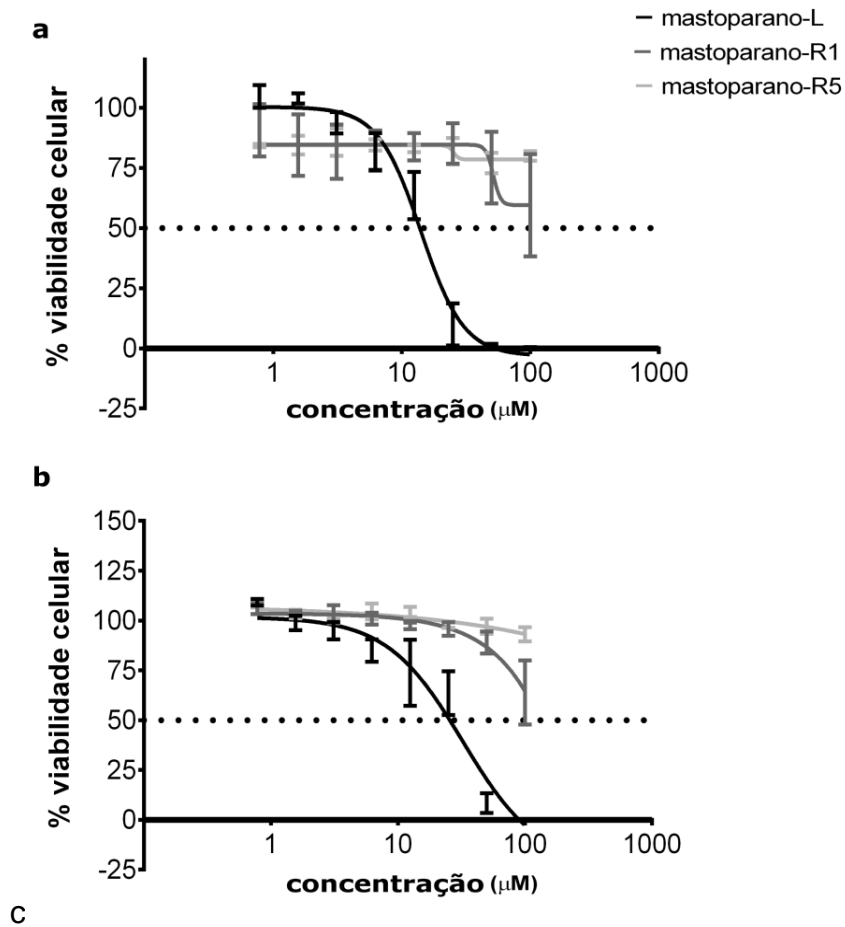 a
mastoparano-L
mastoparano-R1
mastoparano-R5
% viabilidade celular
100
75
50
25
0
-25
1 10 100 1000
concentração (μM)
b
% viabilidade celular
150
125
100
75
50
25
0
-25
1 10 100 1000
concentração (μM)
c